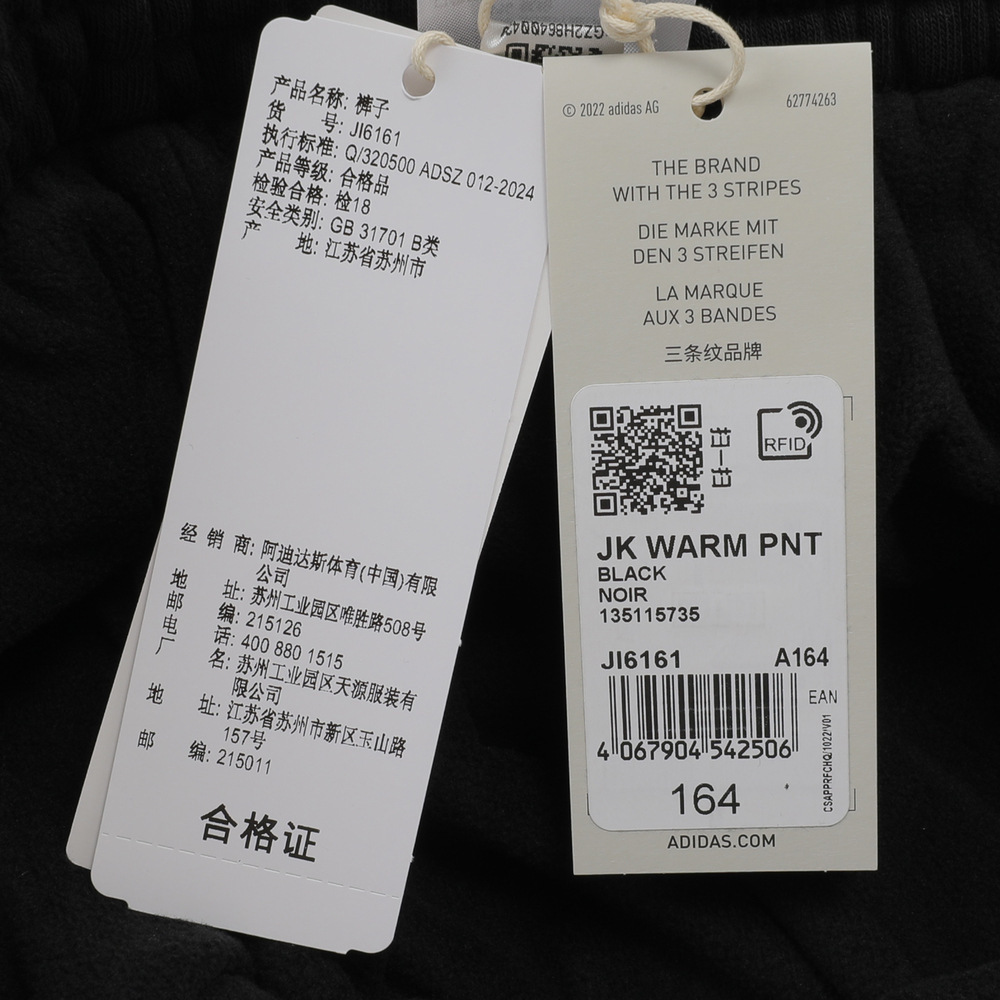 产品名称: 裤子
货 号: JI6161
执行标准: Q/320500 ADSZ 012-2024
产品等级: 合格品
检验合格: 检18
安全类别: GB 31701 B类
产 地: 江苏省苏州市
经 销 商: 阿迪达斯体育(中国)有限
公司
地 址: 苏州工业园区唯胜路508号
邮 编: 215126
电 话: 400 880 1515
厂 名: 苏州工业园区天源服装有
限公司
地 址: 江苏省苏州市新区玉山路
157号
邮 编: 215011
合格证
© 2022 adidas AG
62774263
THE BRAND
WITH THE 3 STRIPES
DIE MARKE MIT
DEN 3 STREIFEN
LA MARQUE
AUX 3 BANDES
三条纹品牌
扫一扫
RFID
JK WARM PNT
BLACK
NOIR
135115735
JI6161 A164
EAN
4 067904 542506
CSAPPRFCHQ/1022/V01
164
ADIDAS.COM